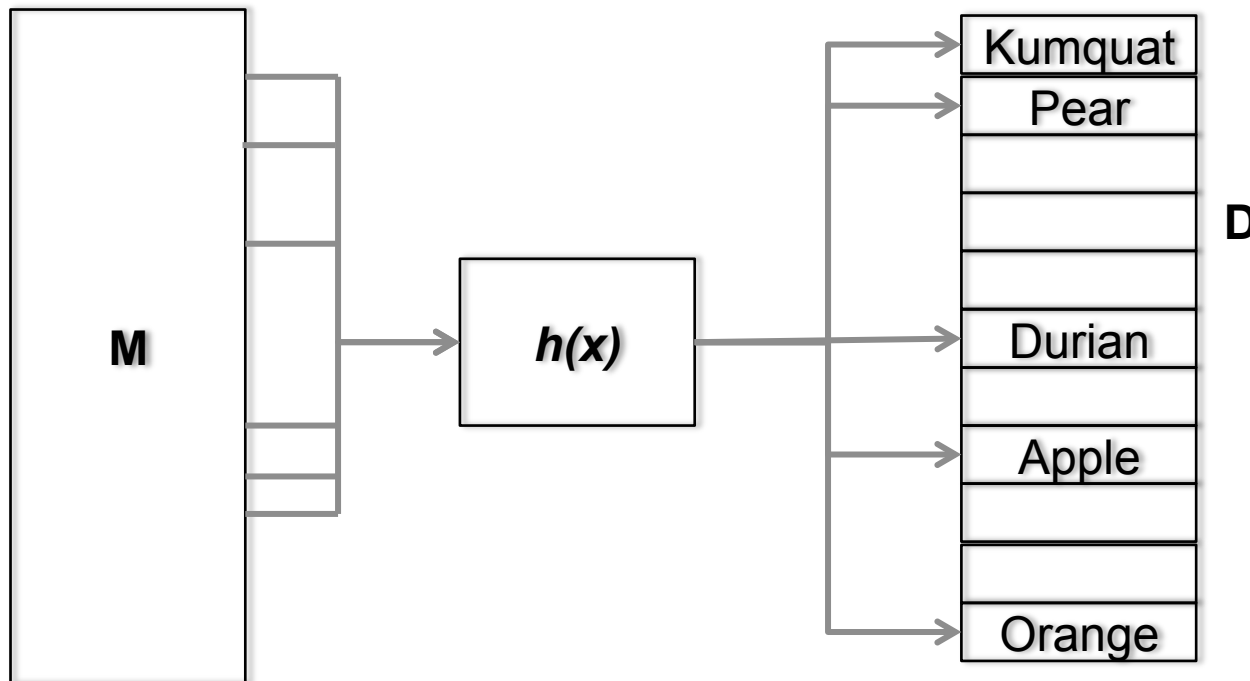 M
h(x)
Kumquat
Pear
Durian
Apple
Orange
D